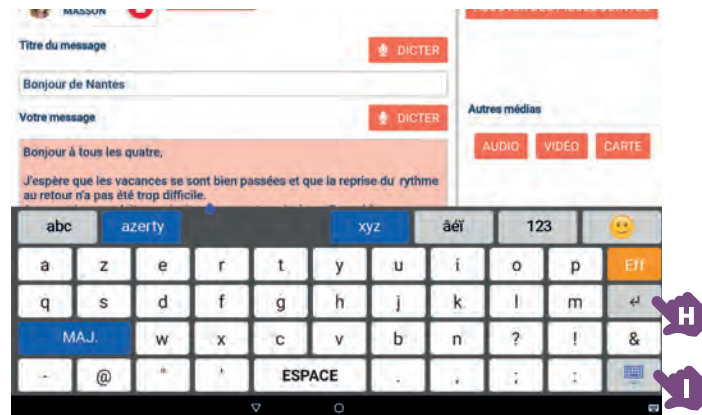 MASSON
Titre du message
DICTER
Bonjour de Nantes
Votre message
DICTER
Bonjour à tous les quatre,
J'espère que les vacances se sont bien passées et que la reprise du rythme
au retour n'a pas été trop difficile.
Autres médias
AUDIO VIDÉO CARTE
abc azerty xyz âéï 123
a z e r t y u i o p Eff
q s d f g h j k l m ↵
MAJ. w x c v b n ? ! &
- @ " ' ESPACE . , ; :
H
I